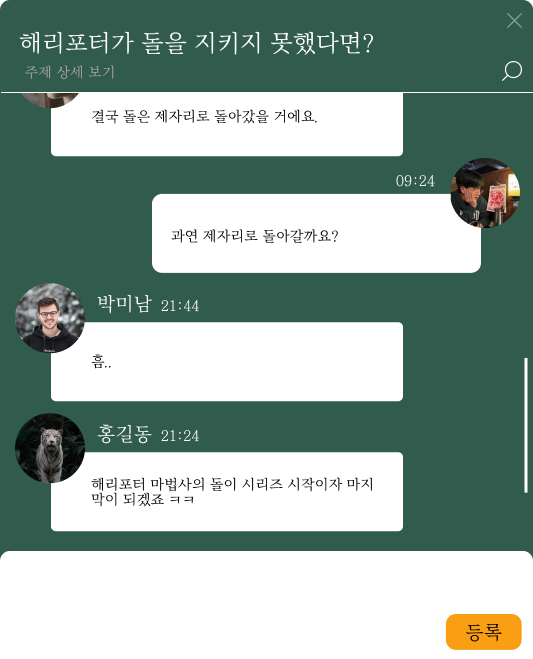 해리포터가 돌을 지키지 못했다면?
주제 상세 보기
결국 돌은 제자리로 돌아갔을 거에요.
09:24
과연 제자리로 돌아갈까요?
박미남 21:44
흠..
홍길동 21:24
해리포터 마법사의 돌이 시리즈 시작이자 마지
막이 되겠죠 ㅋㅋ
등록